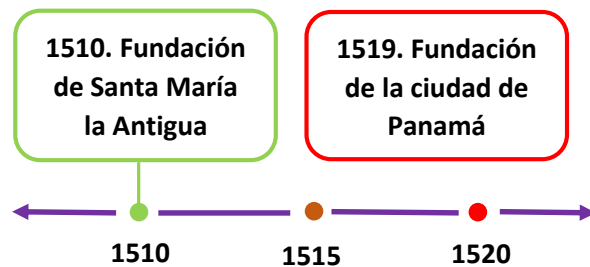 1510. Fundación
de Santa María
la Antigua
1519. Fundación
de la ciudad de
Panamá
1510
1515
1520